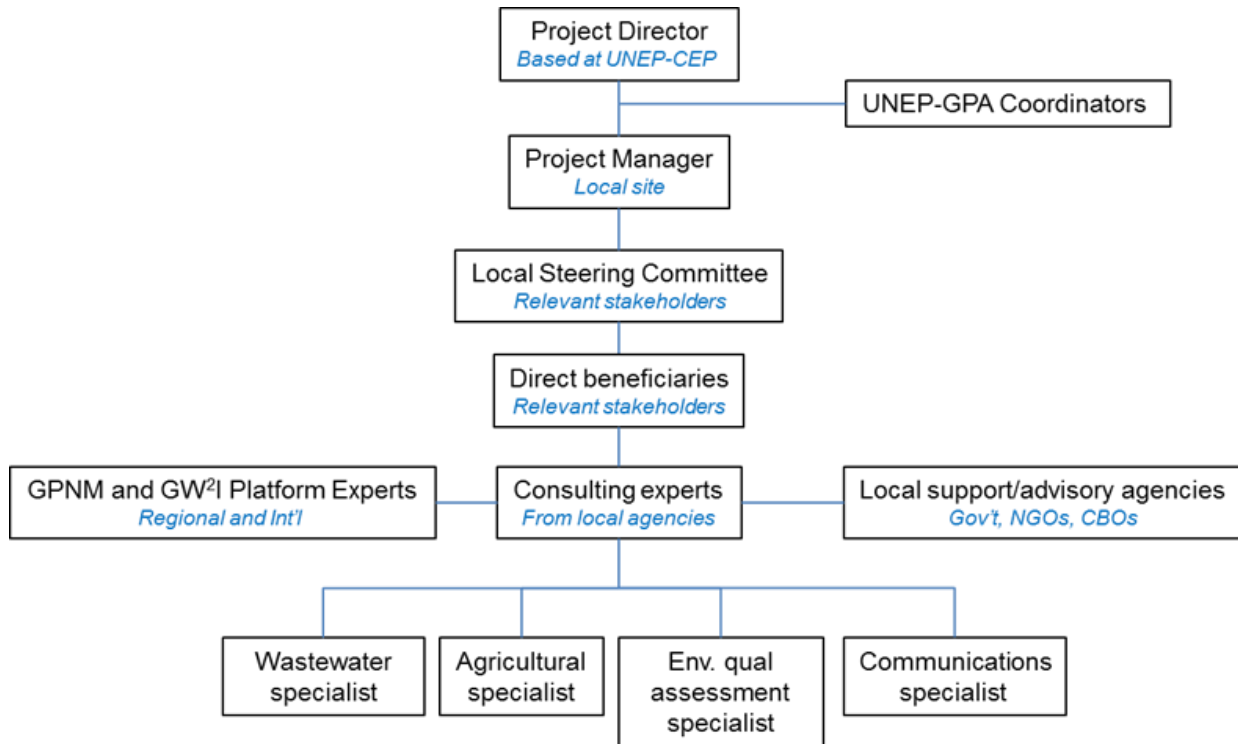 Project Director
Based at UNEP-CEP
UNEP-GPA Coordinators
Project Manager
Local site
Local Steering Committee
Relevant stakeholders
Direct beneficiaries
Relevant stakeholders
GPNM and GW²I Platform Experts
Regional and Int'l
Consulting experts
From local agencies
Local support/advisory agencies
Gov't, NGOs, CBOs
Wastewater
specialist
Agricultural
specialist
Env. qual
assessment
specialist
Communications
specialist